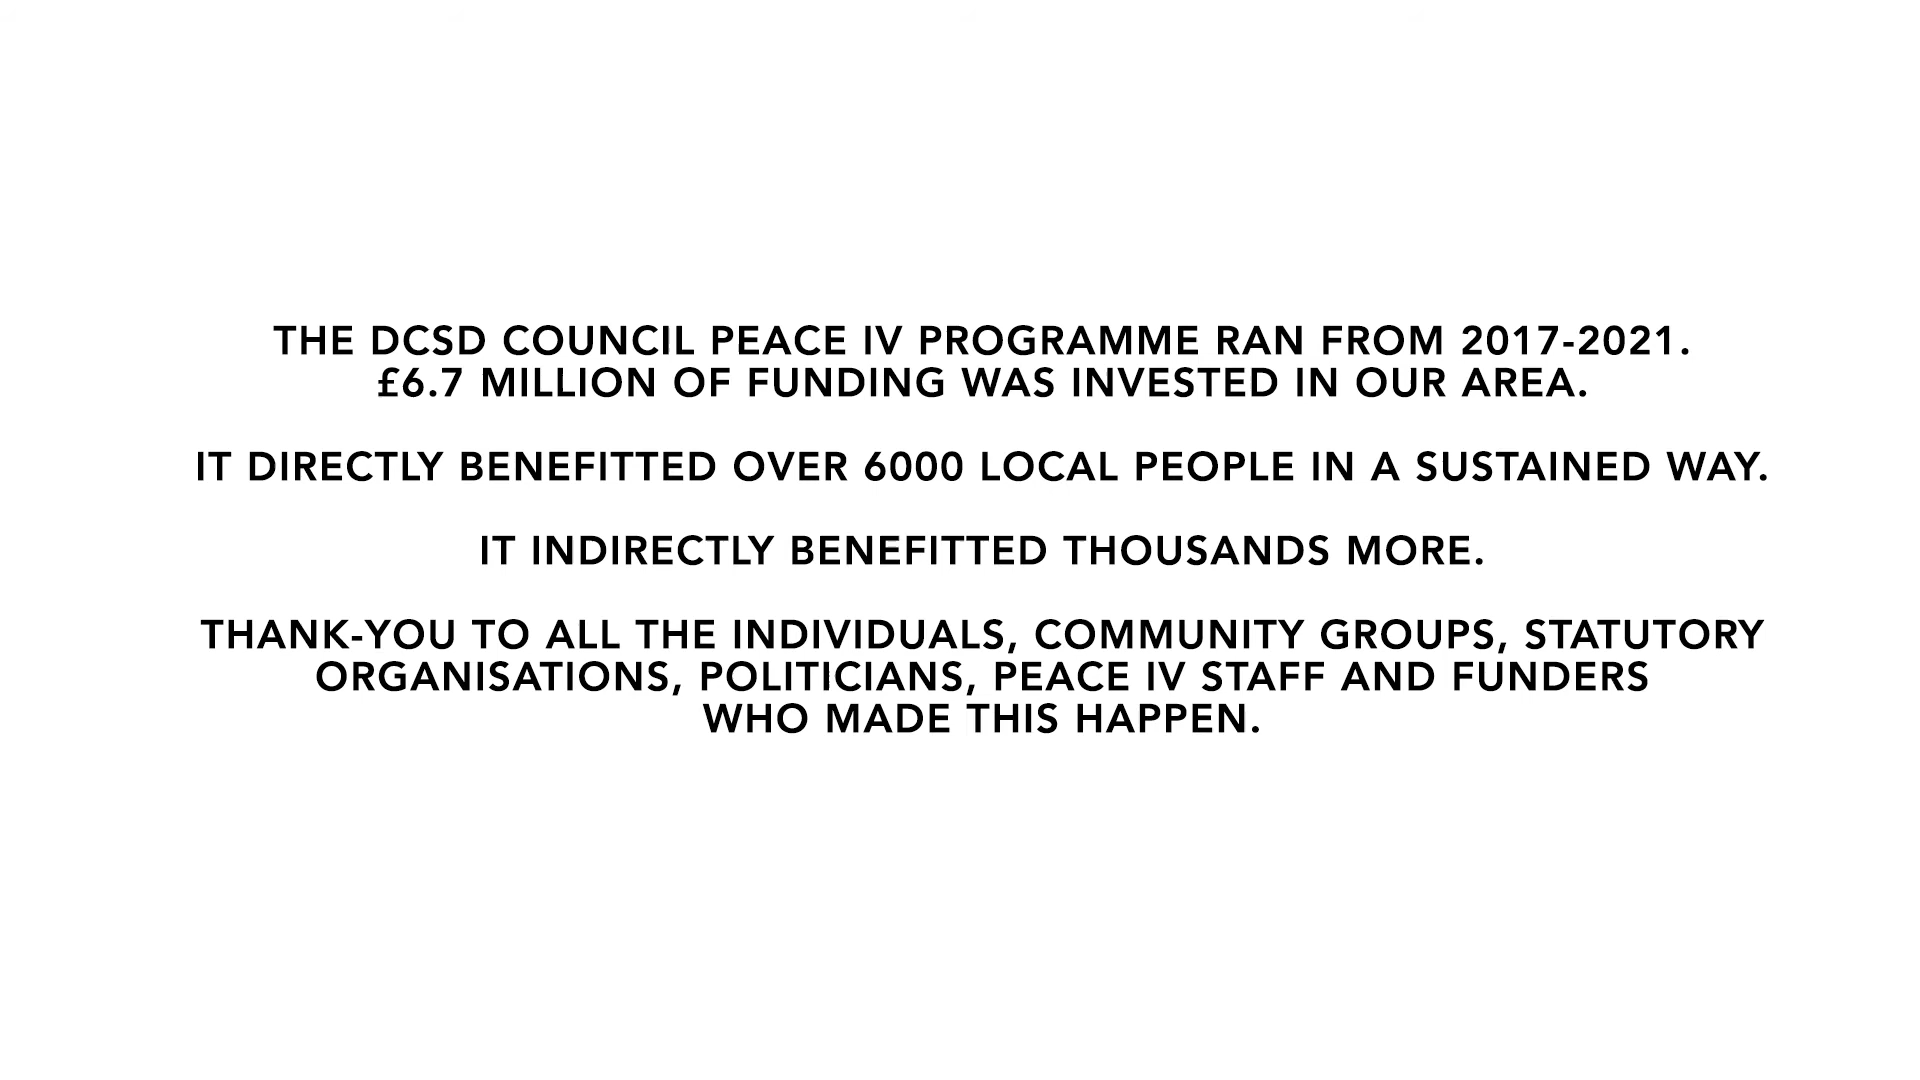 THE DCSD COUNCIL PEACE IV PROGRAMME RAN FROM 2017-2021.
£6.7 MILLION OF FUNDING WAS INVESTED IN OUR AREA.
IT DIRECTLY BENEFITTED OVER 6000 LOCAL PEOPLE IN A SUSTAINED WAY.
IT INDIRECTLY BENEFITTED THOUSANDS MORE.
THANK-YOU TO ALL THE INDIVIDUALS, COMMUNITY GROUPS, STATUTORY
ORGANISATIONS, POLITICIANS, PEACE IV STAFF AND FUNDERS
WHO MADE THIS HAPPEN.